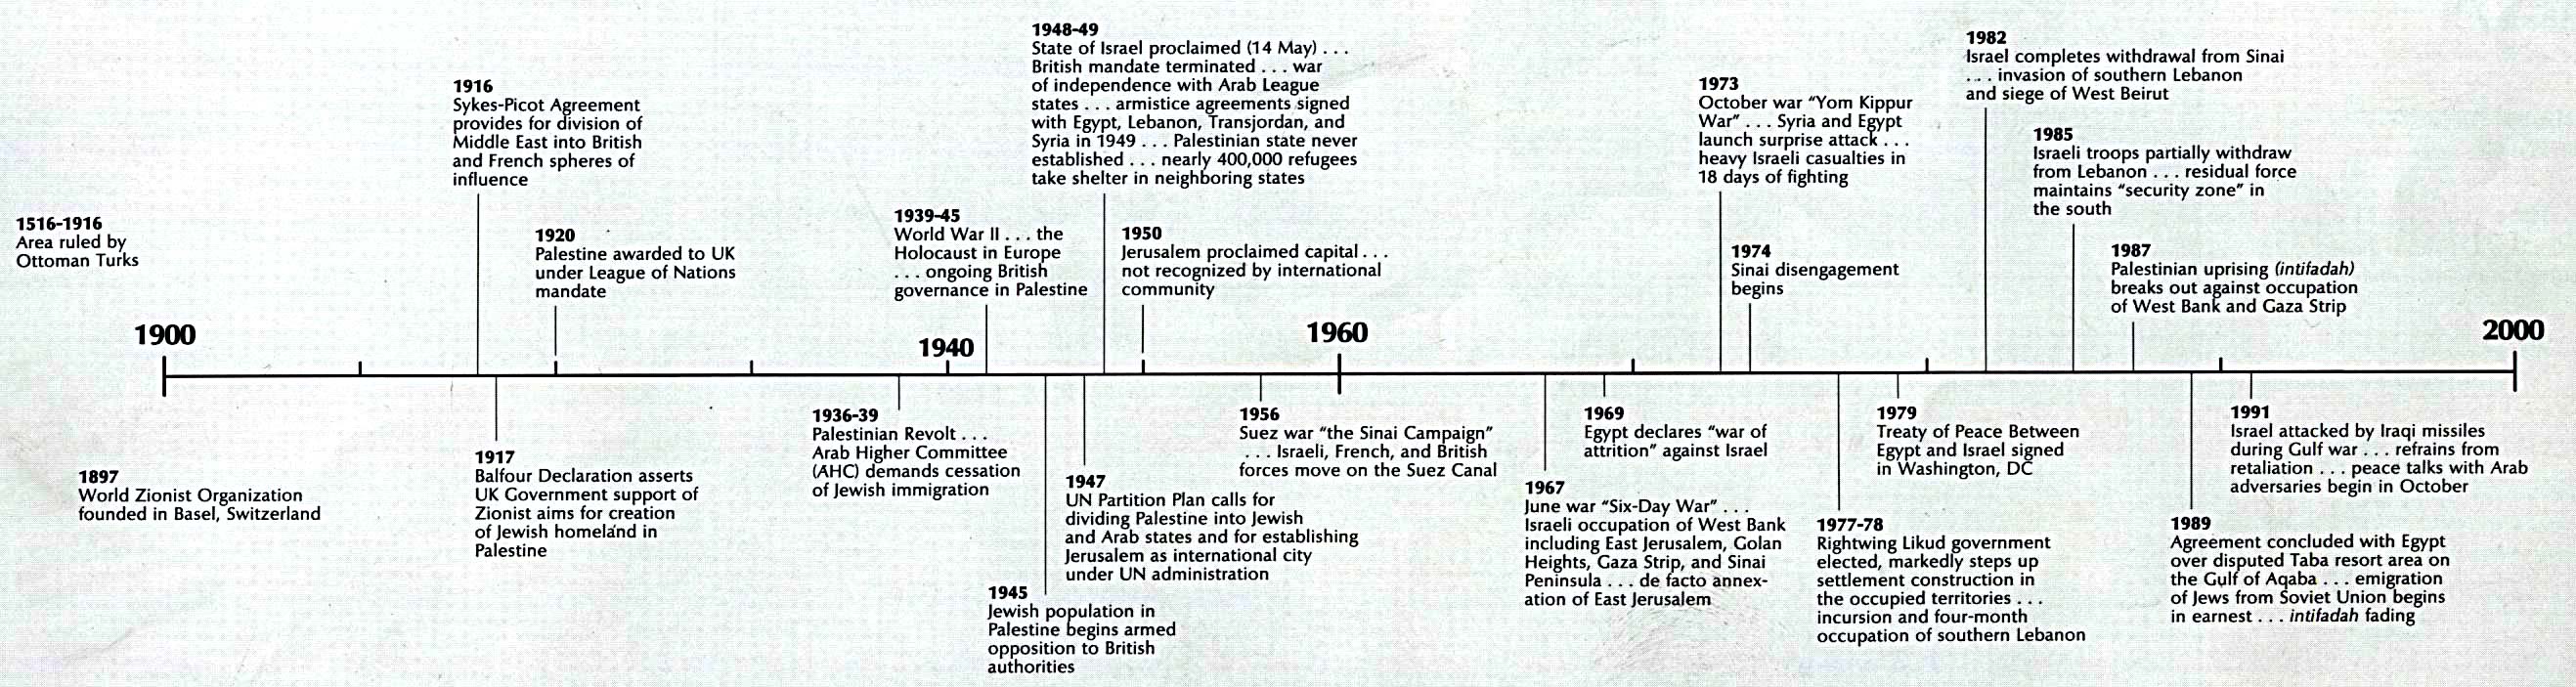 1516-1916
Area ruled by
Ottoman Turks
1897
World Zionist Organization
founded in Basel, Switzerland
1900
1916
Sykes-Picot Agreement
provides for division of
Middle East into British
and French spheres of
influence
1917
Balfour Declaration asserts
UK Government support of
Zionist aims for creation
of Jewish homeland in
Palestine
1920
Palestine awarded to UK
under League of Nations
mandate
1936-39
Palestinian Revolt . . .
Arab Higher Committee
(AHC) demands cessation
of Jewish immigration
1940
1939-45
World War II . . . the
Holocaust in Europe
. . . ongoing British
governance in Palestine
1945
Jewish population in
Palestine begins armed
opposition to British
authorities
1947
UN Partition Plan calls for
dividing Palestine into Jewish
and Arab states and for establishing
Jerusalem as international city
under UN administration
1948-49
State of Israel proclaimed (14 May) . . .
British mandate terminated . . . war
of independence with Arab League
states . . . armistice agreements signed
with Egypt, Lebanon, Transjordan, and
Syria in 1949 . . . Palestinian state never
established . . . nearly 400,000 refugees
take shelter in neighboring states
1950
Jerusalem proclaimed capital . . .
not recognized by international
community
1956
Suez war "the Sinai Campaign"
. . . Israeli, French, and British
forces move on the Suez Canal
1960
1967
June war "Six-Day War" . . .
Israeli occupation of West Bank
including East Jerusalem, Golan
Heights, Gaza Strip, and Sinai
Peninsula . . . de facto annex-
ation of East Jerusalem
1969
Egypt declares "war of
attrition" against Israel
1973
October war "Yom Kippur
War" . . . Syria and Egypt
launch surprise attack . . .
heavy Israeli casualties in
18 days of fighting
1974
Sinai disengagement
begins
1977-78
Rightwing Likud government
elected, markedly steps up
settlement construction in
the occupied territories . . .
incursion and four-month
occupation of southern Lebanon
1979
Treaty of Peace Between
Egypt and Israel signed
in Washington, DC
1982
Israel completes withdrawal from Sinai
. . . invasion of southern Lebanon
and siege of West Beirut
1985
Israeli troops partially withdraw
from Lebanon . . . residual force
maintains "security zone" in
the south
1987
Palestinian uprising (intifadah)
breaks out against occupation
of West Bank and Gaza Strip
1989
Agreement concluded with Egypt
over disputed Taba resort area on
the Gulf of Aqaba . . . emigration
of Jews from Soviet Union begins
in earnest . . . intifadah fading
1991
Israel attacked by Iraqi missiles
during Gulf war . . . refrains from
retaliation . . . peace talks with Arab
adversaries begin in October
2000